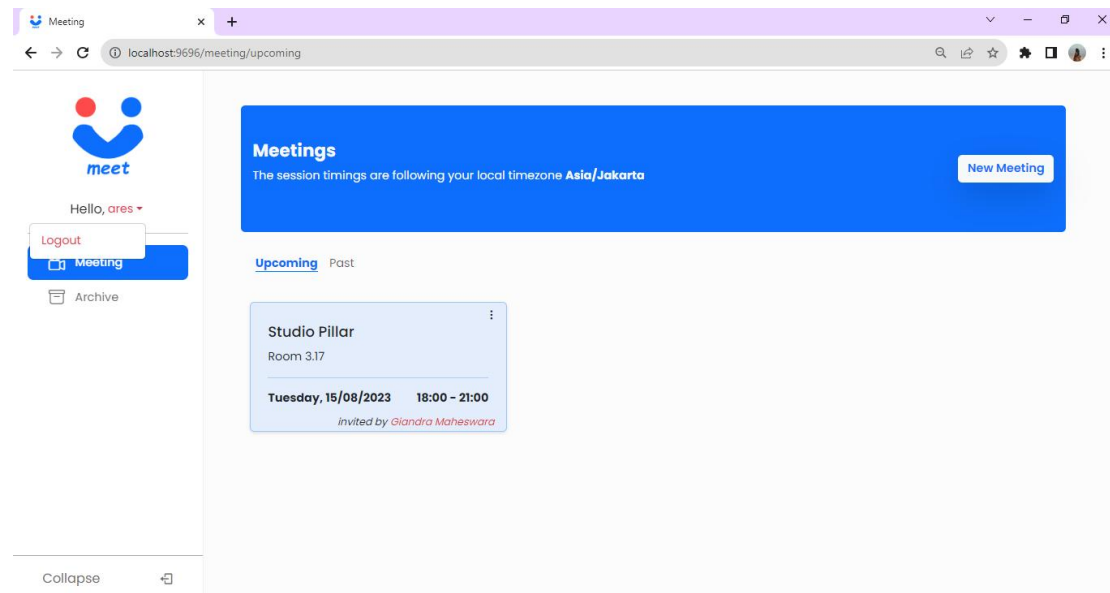 Meeting
localhost:9696/meeting/upcoming
meet
Hello, ares
Logout
Meeting
Archive
Collapse
Meetings
The session timings are following your local timezone Asia/Jakarta
New Meeting
Upcoming Past
Studio Pillar
Room 3.17
Tuesday, 15/08/2023 18:00 - 21:00
invited by Giandra Maheswara